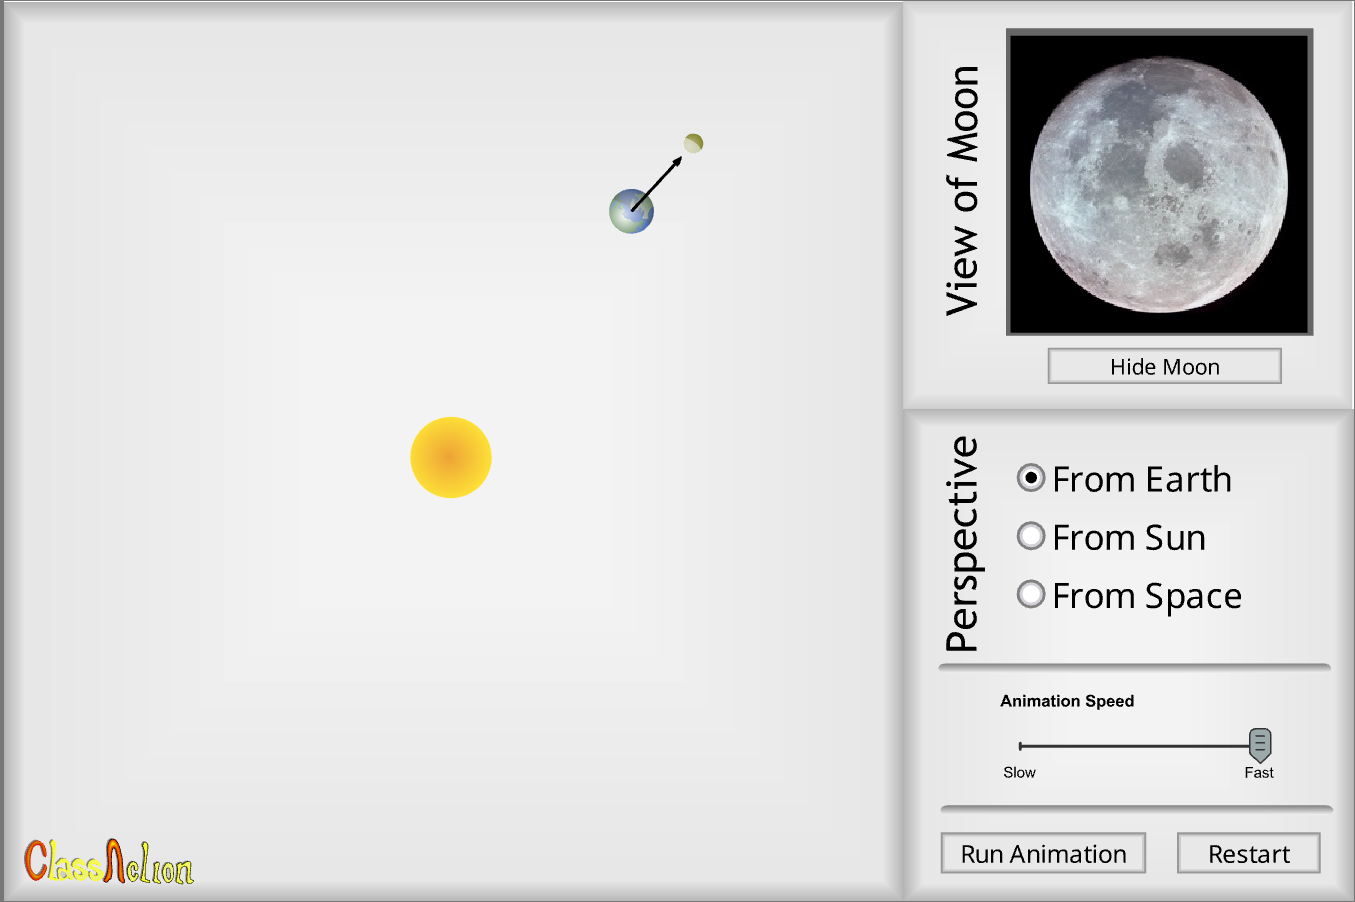 View of Moon
Hide Moon
Perspective
From Earth
From Sun
From Space
Animation Speed
Slow
Fast
Run Animation
Restart
ClassAction